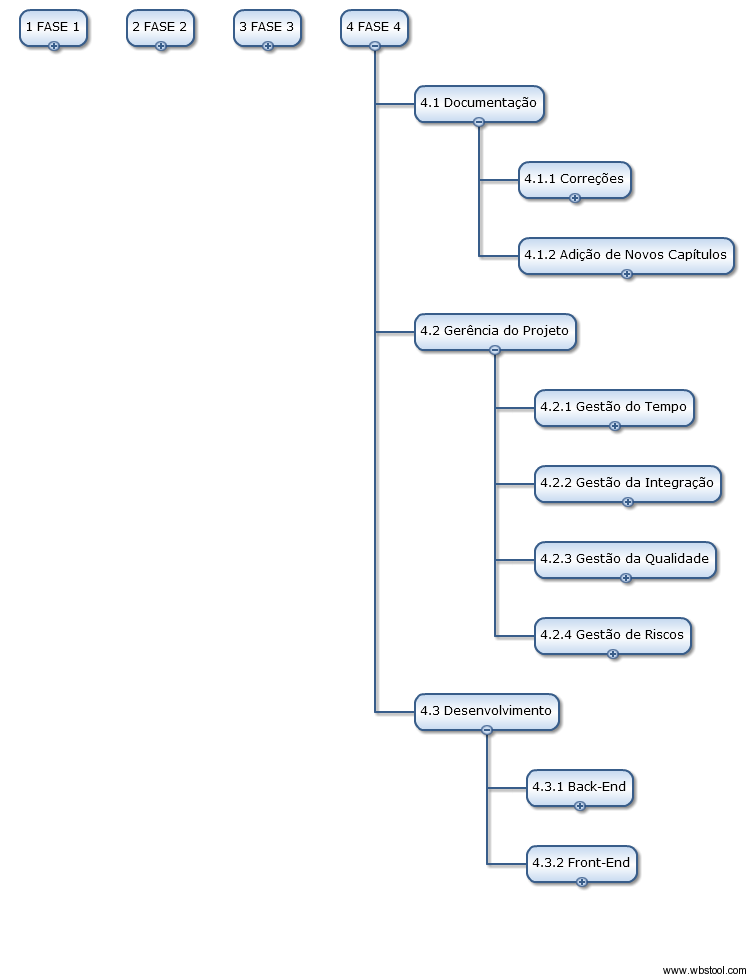 1 FASE 1
2 FASE 2
3 FASE 3
4 FASE 4
4.1 Documentação
4.1.1 Correções
4.1.2 Adição de Novos Capítulos
4.2 Gerência do Projeto
4.2.1 Gestão do Tempo
4.2.2 Gestão da Integração
4.2.3 Gestão da Qualidade
4.2.4 Gestão de Riscos
4.3 Desenvolvimento
4.3.1 Back-End
4.3.2 Front-End
www.wbstool.com